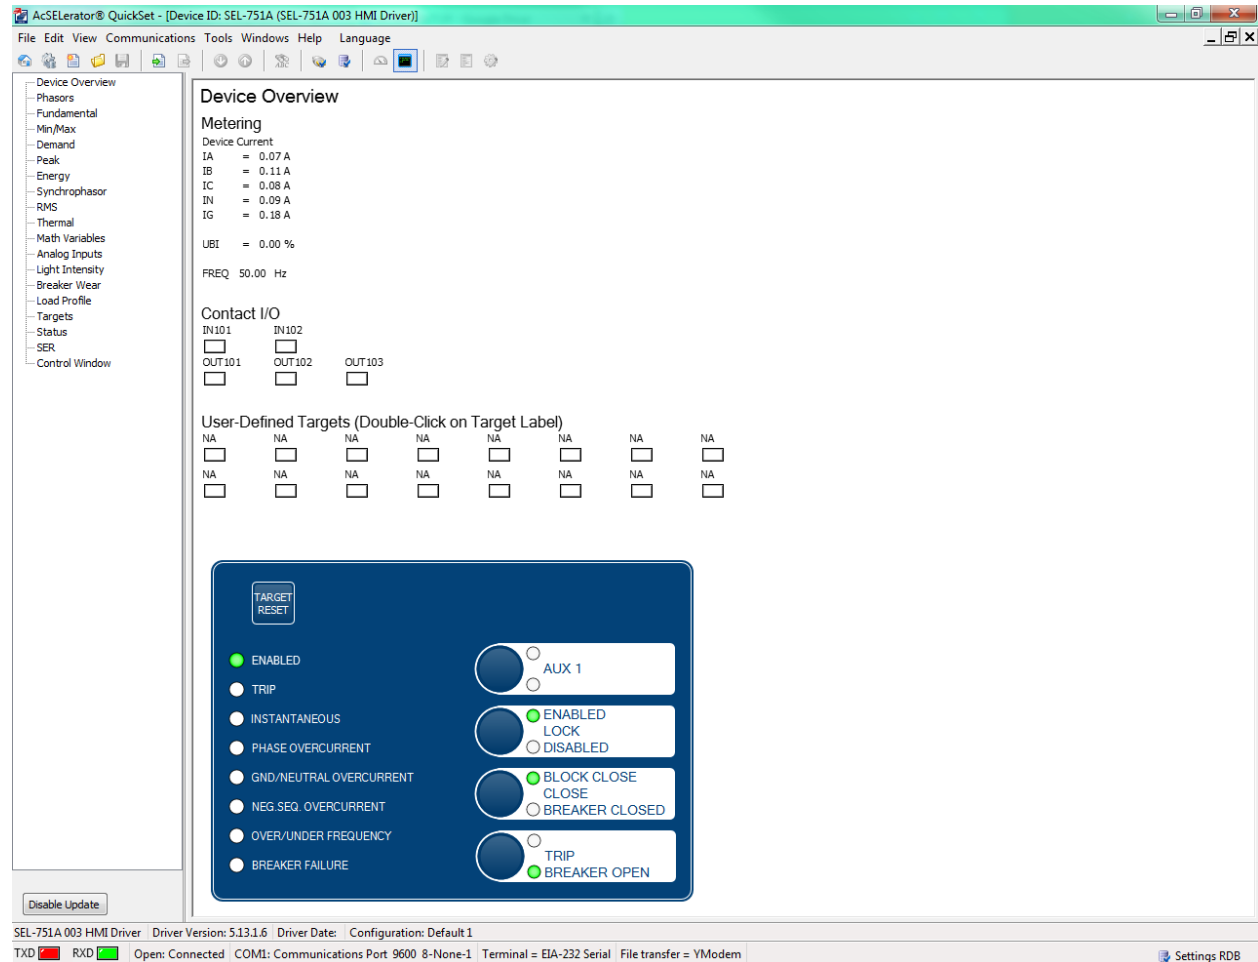 AcSELerator® QuickSet - [Device ID: SEL-751A (SEL-751A 003 HMI Driver)]
File Edit View Communications Tools Windows Help Language
Device Overview
Phasors
Fundamental
Min/Max
Demand
Peak
Energy
Synchrophasor
RMS
Thermal
Math Variables
Analog Inputs
Light Intensity
Breaker Wear
Load Profile
Targets
Status
SER
Control Window
Disable Update
Device Overview
Metering
Device Current
IA = 0.07 A
IB = 0.11 A
IC = 0.08 A
IN = 0.09 A
IG = 0.18 A
UBI = 0.00 %
FREQ 50.00 Hz
Contact I/O
IN101 IN102
OUT101 OUT102 OUT103
User-Defined Targets (Double-Click on Target Label)
NA NA NA NA NA NA NA NA
NA NA NA NA NA NA NA NA
TARGET
RESET
ENABLED
TRIP
INSTANTANEOUS
PHASE OVERCURRENT
GND/NEUTRAL OVERCURRENT
NEG.SEQ. OVERCURRENT
OVER/UNDER FREQUENCY
BREAKER FAILURE
AUX 1
ENABLED
LOCK
DISABLED
BLOCK CLOSE
CLOSE
BREAKER CLOSED
TRIP
BREAKER OPEN
SEL-751A 003 HMI Driver Driver Version: 5.13.1.6 Driver Date: Configuration: Default 1
TXD RXD Open: Connected COM1: Communications Port 9600 8-None-1 Terminal = EIA-232 Serial File transfer = YModem Settings RDB